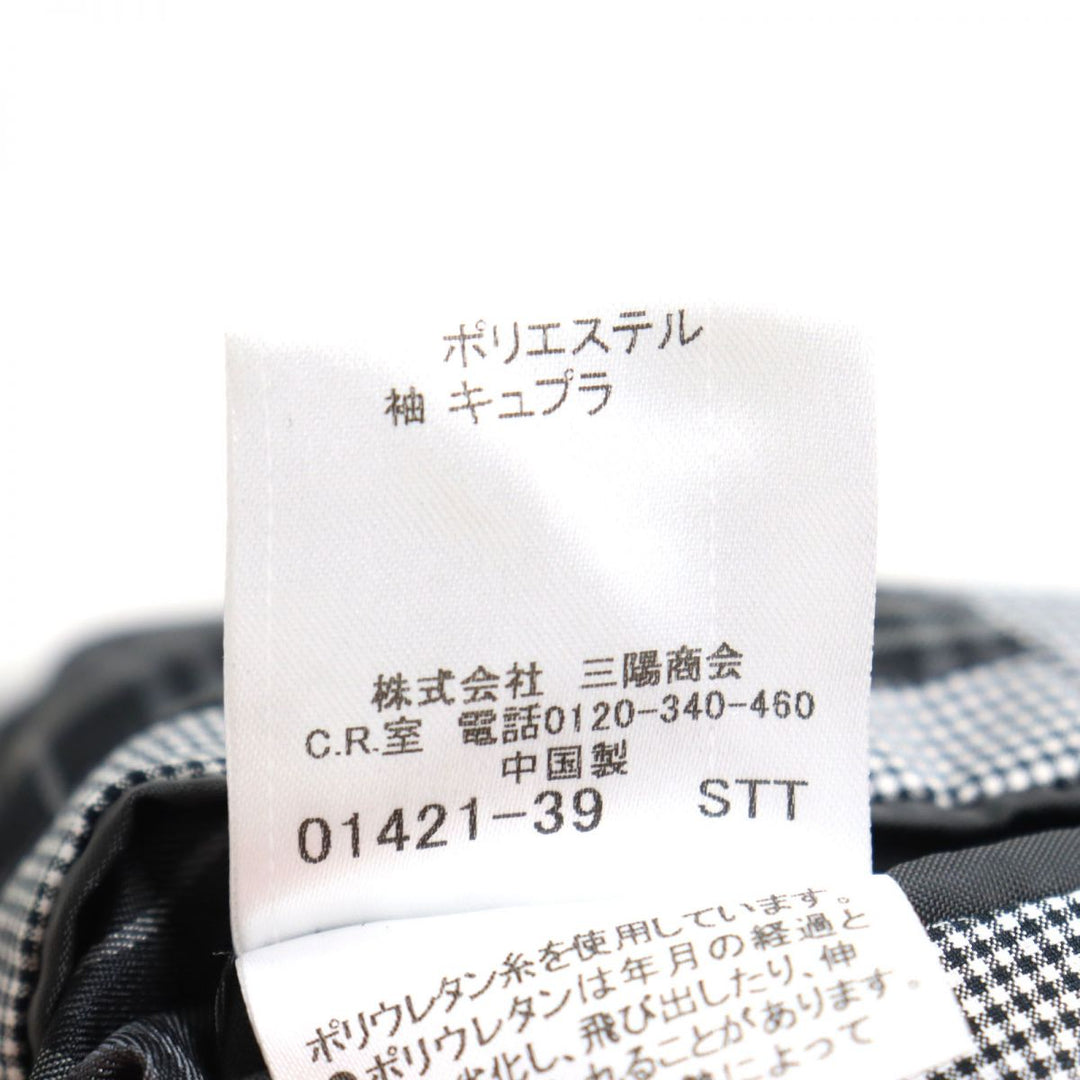 ポリエステル
袖 キュプラ
株式会社 三陽商会
C.R.室 電話0120-340-460
中国製
01421-39 STT
ポリウレタン糸を使用しています。
●ポリウレタンは年月の経過と
劣化し、飛び出したり、伸
れることがあります。
によって